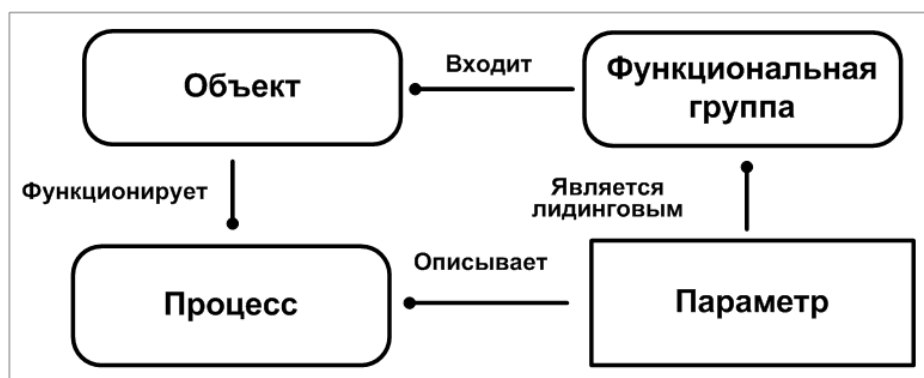 Объект
Входит
Функциональная
группа
Функционирует
Является
лидинговым
Процесс
Описывает
Параметр